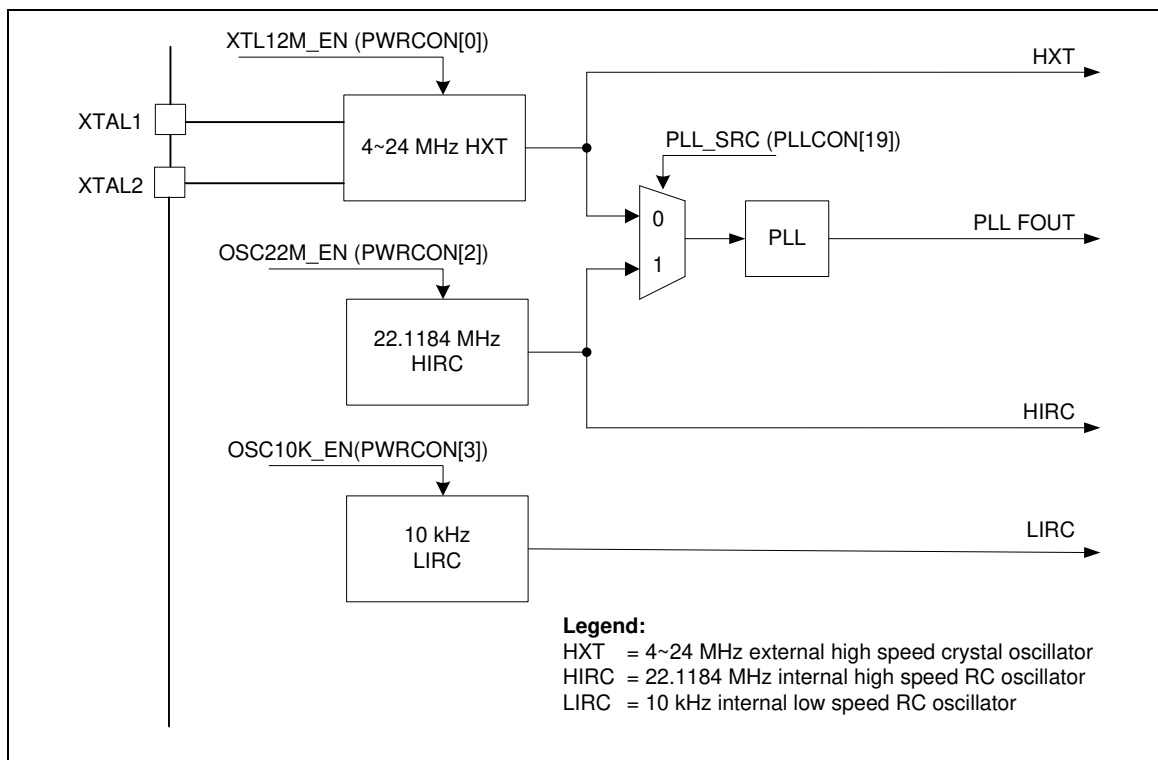 XTL12M_EN (PWRCON[0])
HXT
XTAL1
4~24 MHz HXT
PLL_SRC (PLLCON[19])
XTAL2
0
PLL
PLL FOUT
OSC22M_EN (PWRCON[2])
1
22.1184 MHz
HIRC
HIRC
OSC10K_EN(PWRCON[3])
10 kHz
LIRC
LIRC
Legend:
HXT = 4~24 MHz external high speed crystal oscillator
HIRC = 22.1184 MHz internal high speed RC oscillator
LIRC = 10 kHz internal low speed RC oscillator